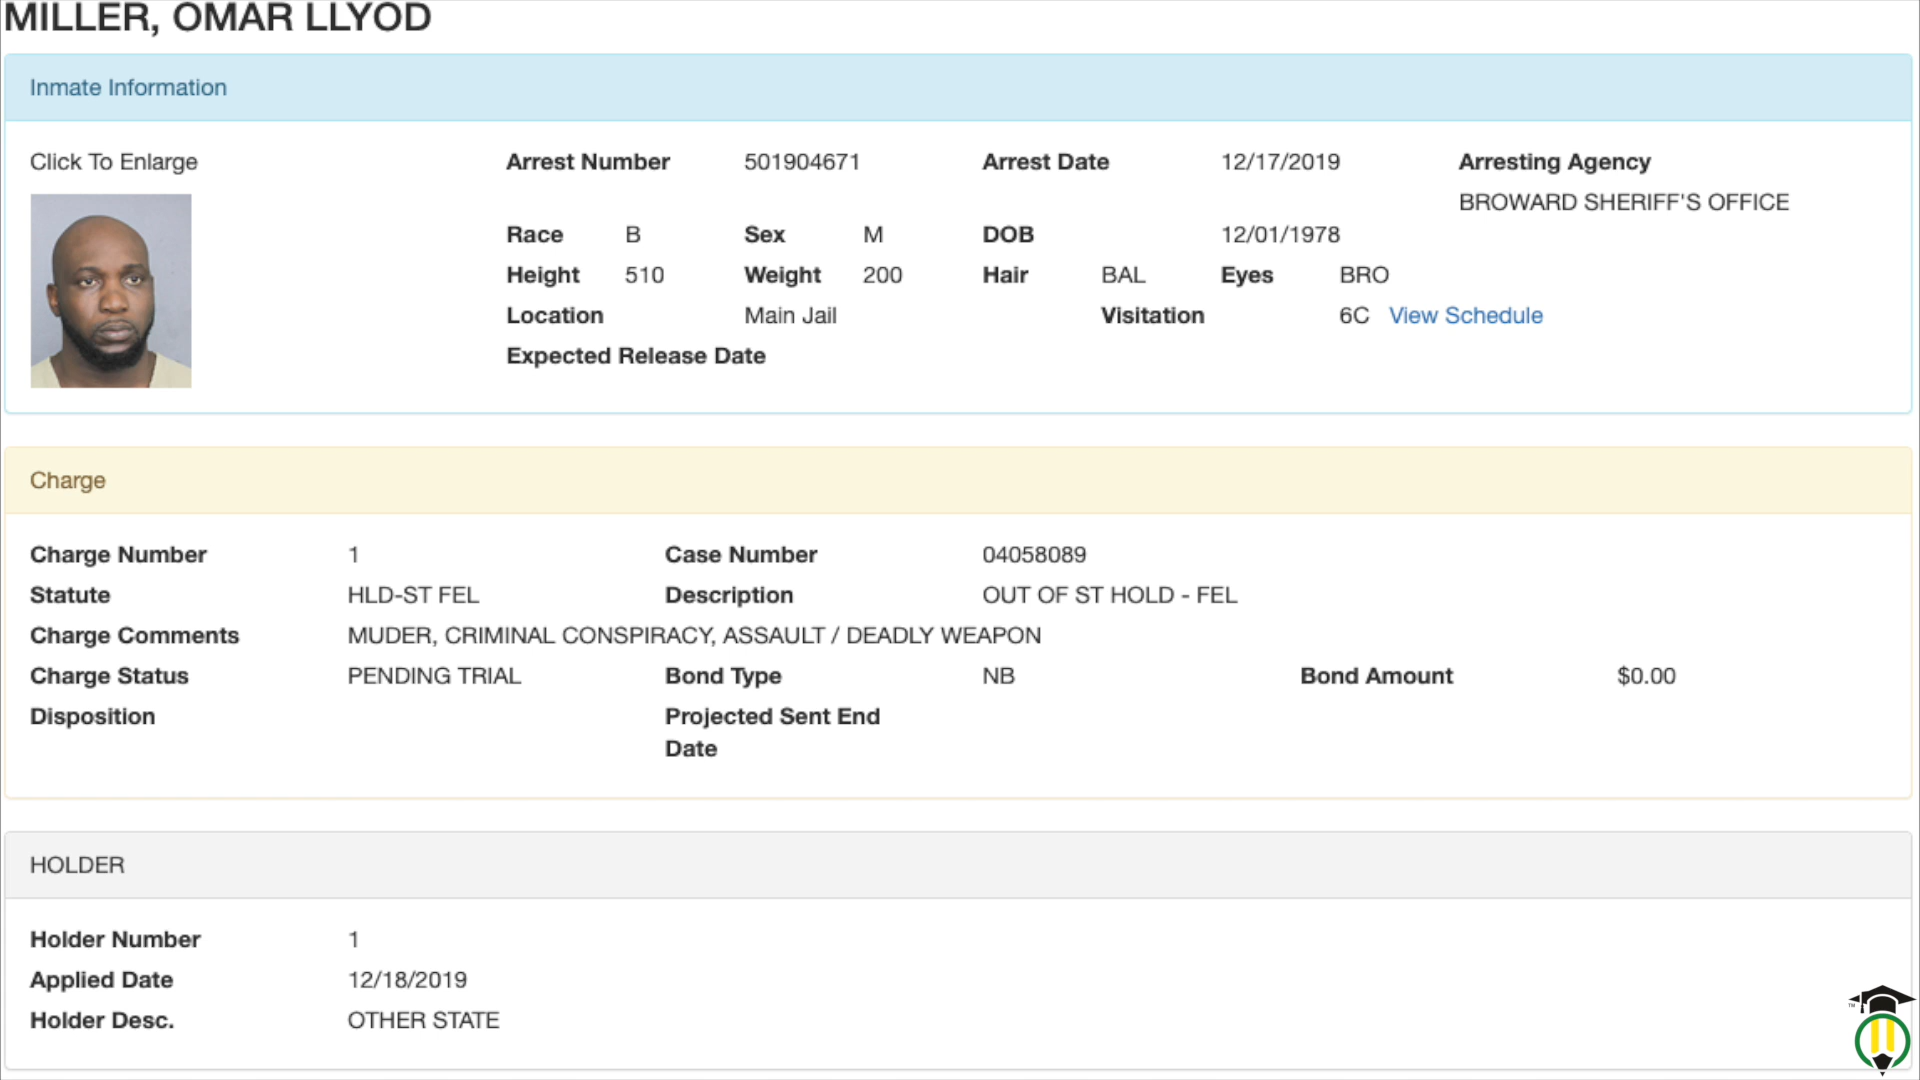 MILLER, OMAR LLYOD
Inmate Information
Click To Enlarge
Arrest Number 501904671 Arrest Date 12/17/2019 Arresting Agency
BROWARD SHERIFF'S OFFICE
Race B Sex M DOB 12/01/1978
Height 510 Weight 200 Hair BAL Eyes BRO
Location Main Jail Visitation 6C View Schedule
Expected Release Date
Charge
Charge Number 1 Case Number 04058089
Statute HLD-ST FEL Description OUT OF ST HOLD - FEL
Charge Comments MUDER, CRIMINAL CONSPIRACY, ASSAULT / DEADLY WEAPON
Charge Status PENDING TRIAL Bond Type NB Bond Amount $0.00
Disposition Projected Sent End
Date
HOLDER
Holder Number 1
Applied Date 12/18/2019
Holder Desc. OTHER STATE
TM